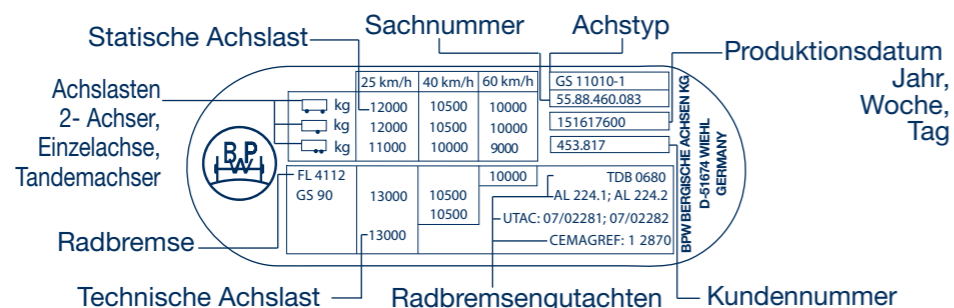 Statische Achslast
Sachnummer
Achstyp
Produktionsdatum
Jahr,
Woche,
Tag
Achslasten
2- Achser,
Einzelachse,
Tandemachser
25 km/h 40 km/h 60 km/h
kg 12000 10500 10000
kg 12000 10500 10000
kg 11000 10000 9000
GS 11010-1
55.88.460.083
151617600
453.817
BPW
FL 4112
GS 90
13000
13000
10500
10500
10000
TDB 0680
AL 224.1; AL 224.2
UTAC: 07/02281; 07/02282
CEMAGREF: 1 2870
BPW BERGISCHE ACHSEN KG
D-51674 WIEHL
GERMANY
Radbremse
Technische Achslast
Radbremsengutachten
Kundennummer